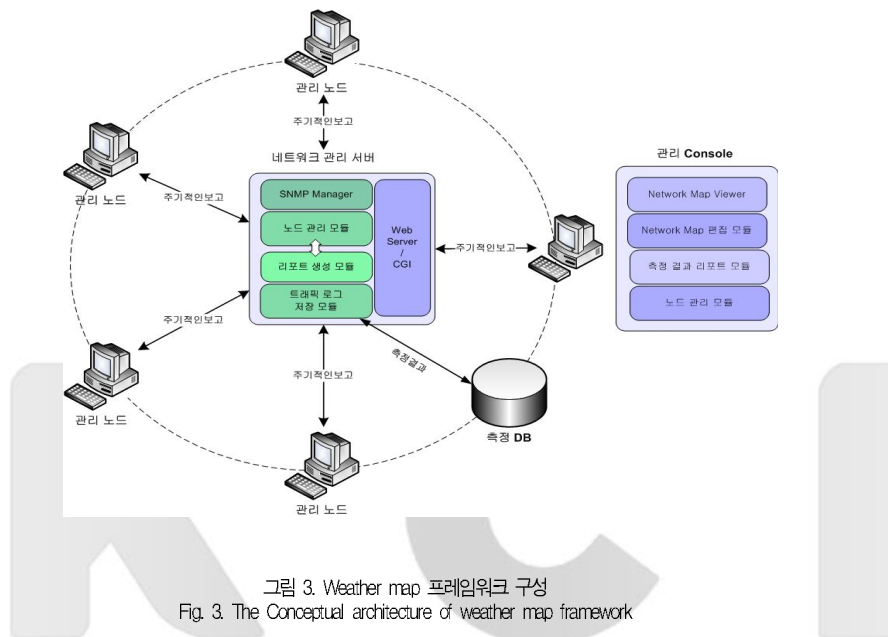 관리 노드
주기적인보고
네트워크 관리 서버
관리 노드
주기적인보고
SNMP Manager
노드 관리 모듈
리포트 생성 모듈
트래픽 로그
저장 모듈
Web
Server
/
CGI
주기적인보고
관리 Console
Network Map Viewer
Network Map 편집 모듈
측정 결과 리포트 모듈
노드 관리 모듈
주기적인보고
관리 노드
주기적인보고
측정결과
측정 DB
관리 노드
그림 3. Weather map 프레임워크 구성
Fig. 3. The Conceptual architecture of weather map framework